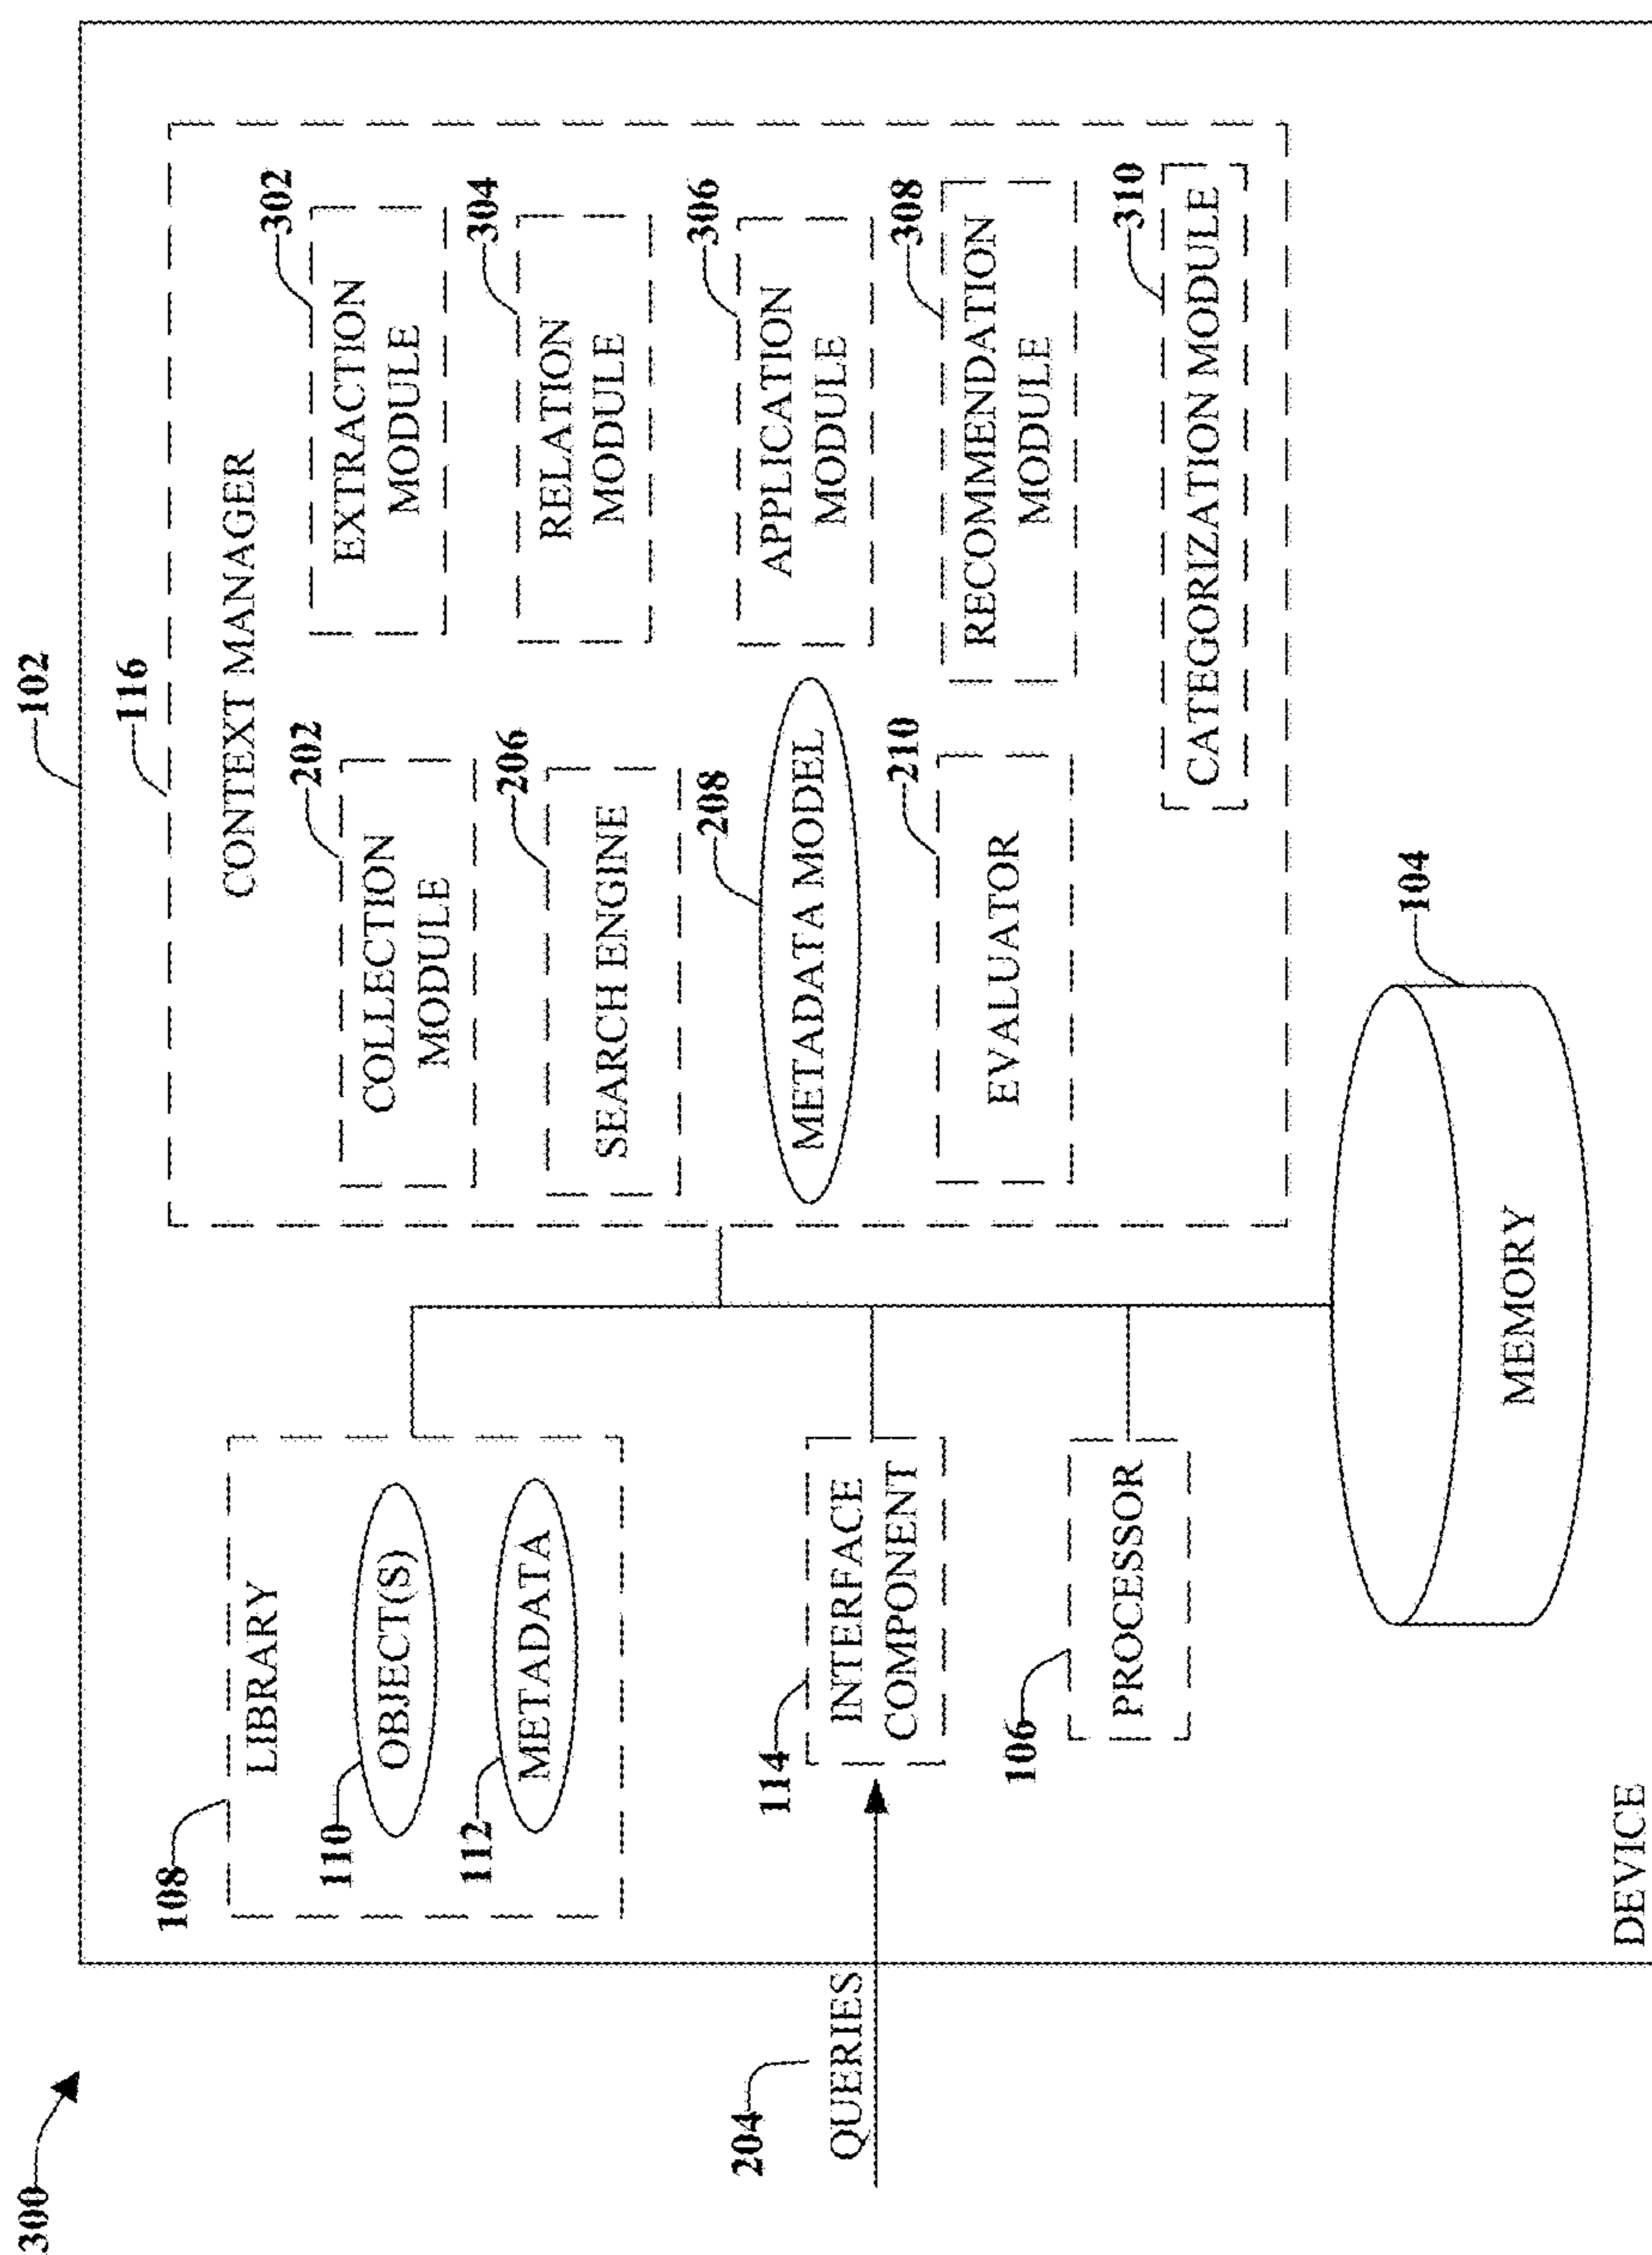 300
102
116
CONTEXT MANAGER
108
LIBRARY
110
OBJECT(S)
112
METADATA
202
COLLECTION
MODULE
302
EXTRACTION
MODULE
206
SEARCH ENGINE
304
RELATION
MODULE
208
METADATA MODEL
306
APPLICATION
MODULE
204
QUERIES
114
INTERFACE
COMPONENT
210
EVALUATOR
308
RECOMMENDATION
MODULE
106
PROCESSOR
310
CATEGORIZATION MODULE
104
MEMORY
DEVICE